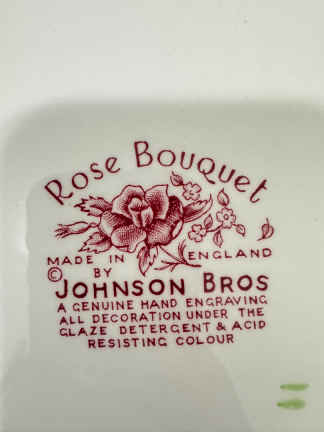 Rose Bouquet
MADE IN ENGLAND
© BY
JOHNSON BROS
A GENUINE HAND ENGRAVING
ALL DECORATION UNDER THE
GLAZE DETERGENT & ACID
RESISTING COLOUR